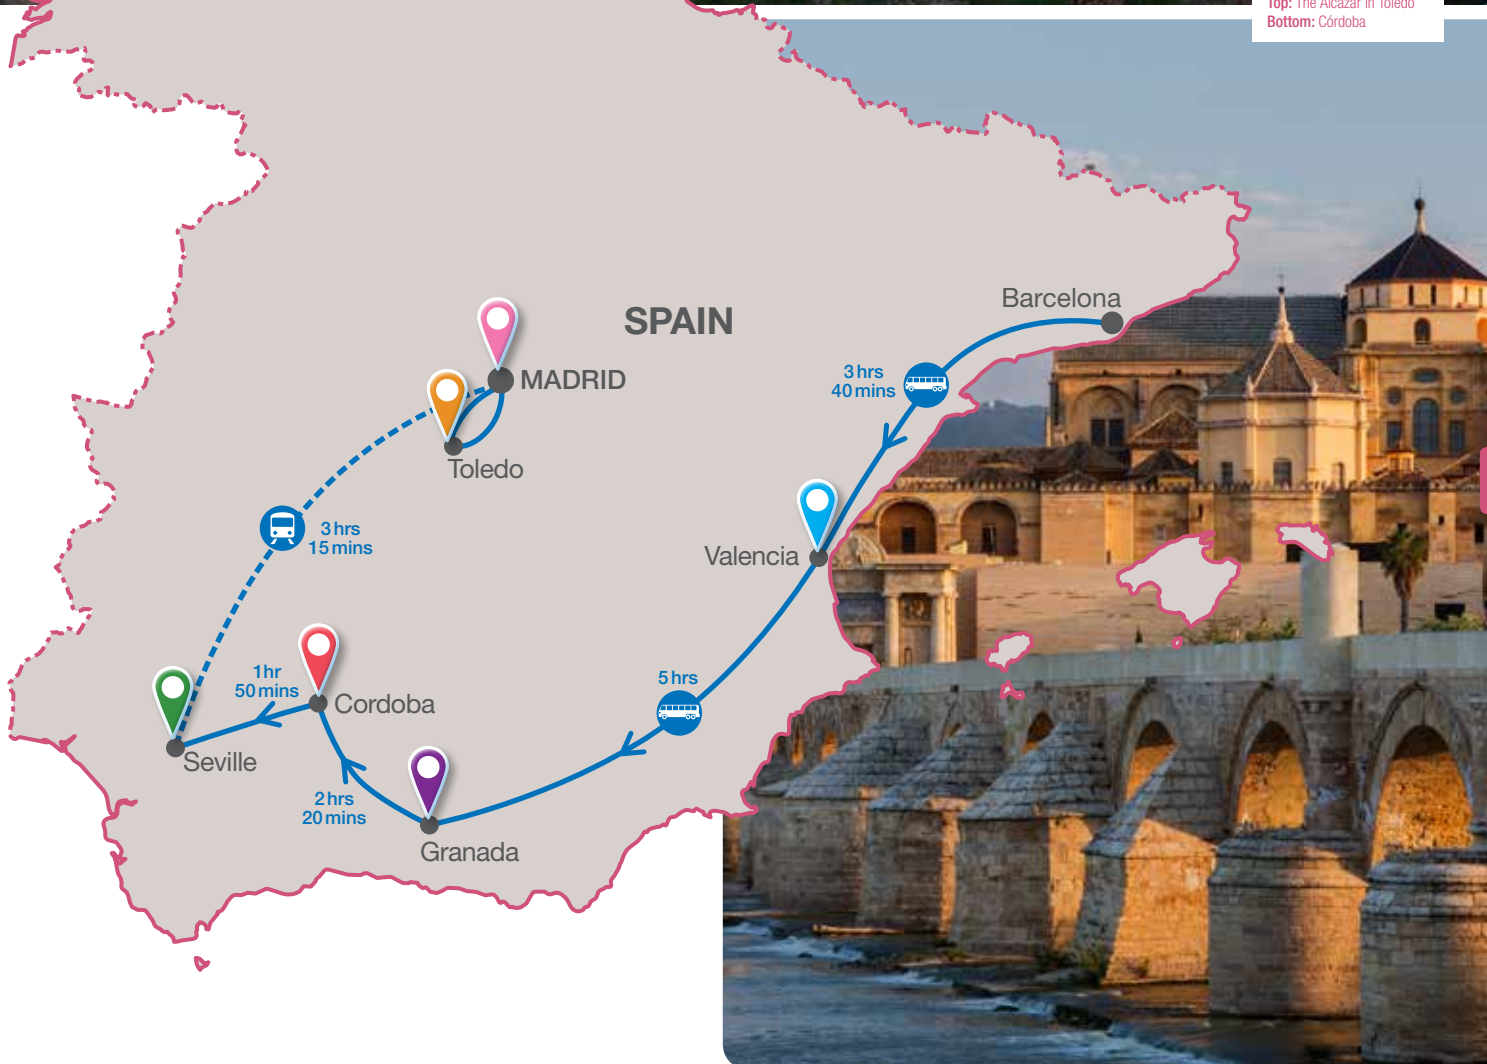 Top: The Alcázar in Toledo
Bottom: Córdoba
SPAIN
Barcelona
3 hrs
40 mins
MADRID
Toledo
3 hrs
15 mins
Valencia
1 hr
50 mins
Cordoba
5 hrs
Seville
2 hrs
20 mins
Granada